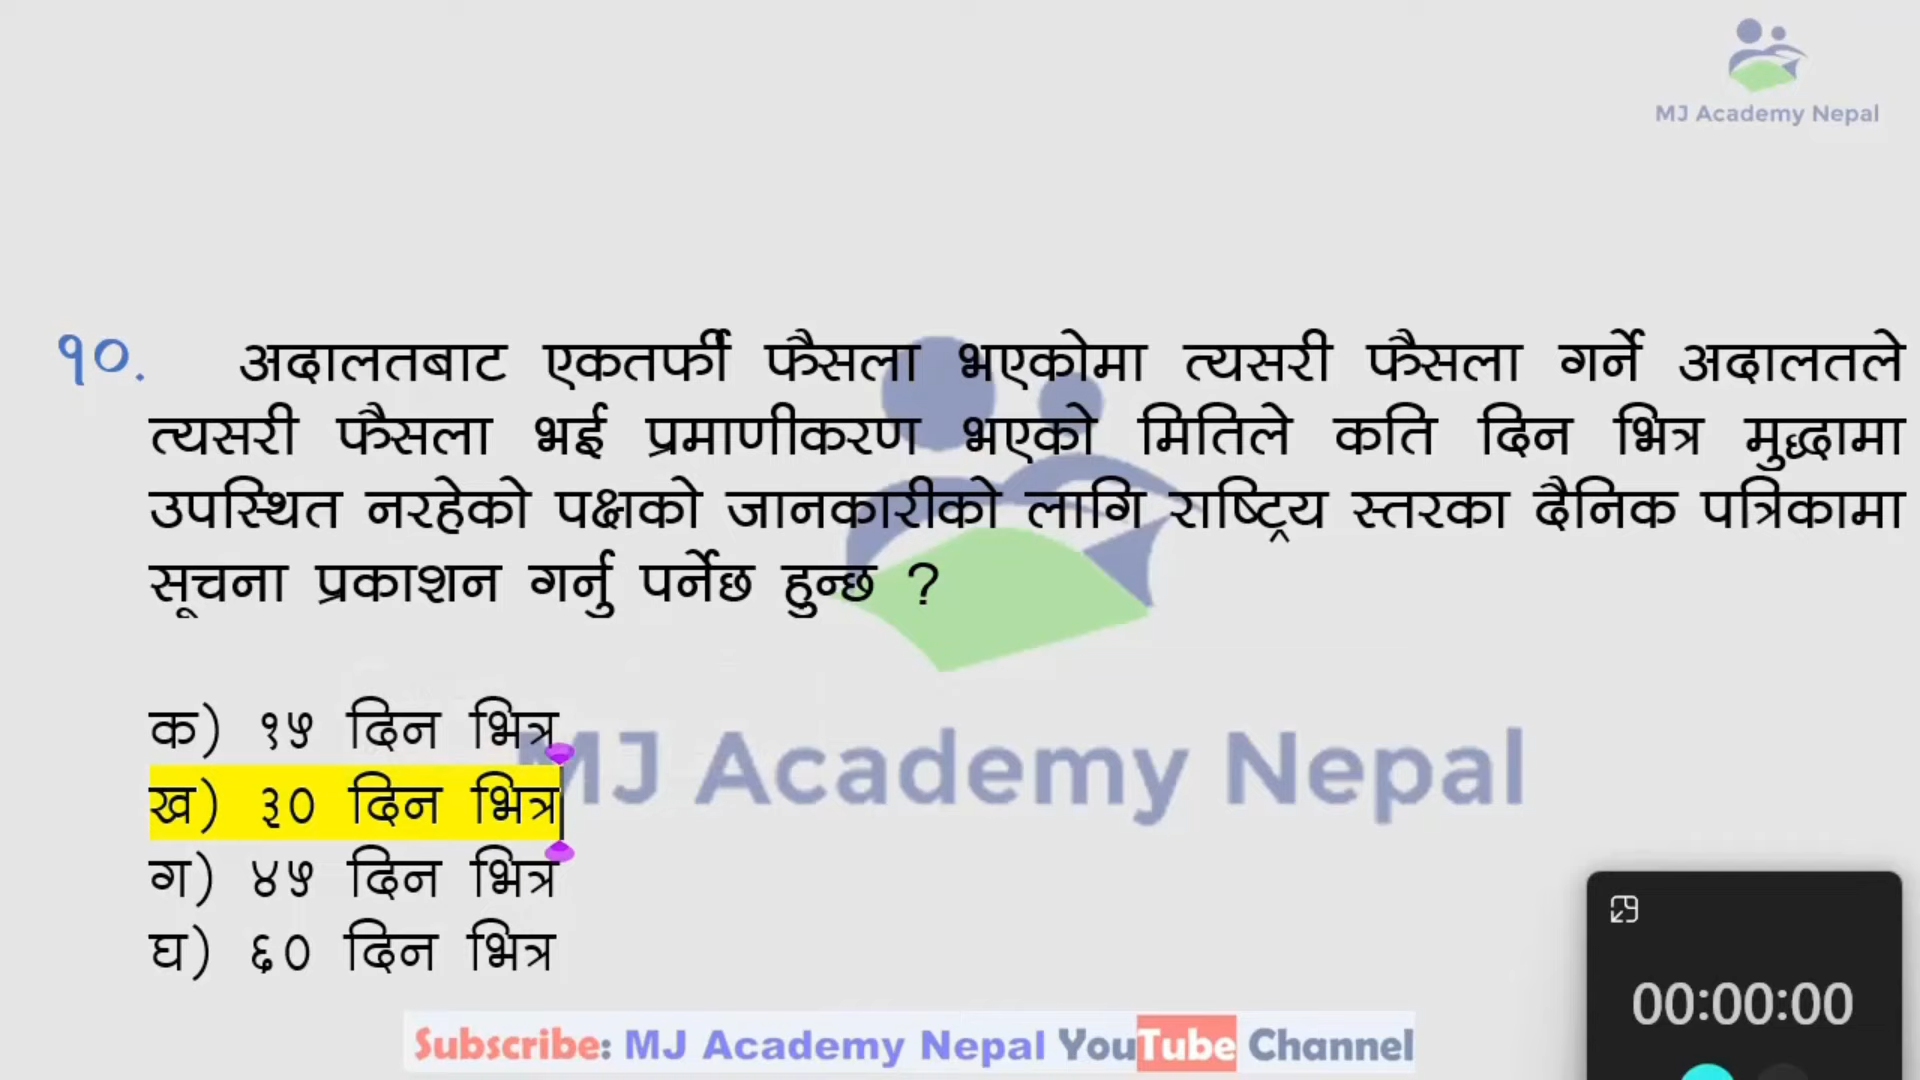 MJ Academy Nepal
१०. अदालतबाट एकतर्फी फैसला भएकोमा त्यसरी फैसला गर्ने अदालतले
त्यसरी फैसला भई प्रमाणीकरण भएको मितिले कति दिन भित्र मुद्धामा
उपस्थित नरहेको पक्षको जानकारीको लागि राष्ट्रिय स्तरका दैनिक पत्रिकामा
सूचना प्रकाशन गर्नु पर्नेछ हुन्छ ?
क) १५ दिन भित्र
MJ Academy Nepal
ख) ३० दिन भित्र
ग) ४५ दिन भित्र
घ) ६० दिन भित्र
00:00:00
Subscribe: MJ Academy Nepal YouTube Channel